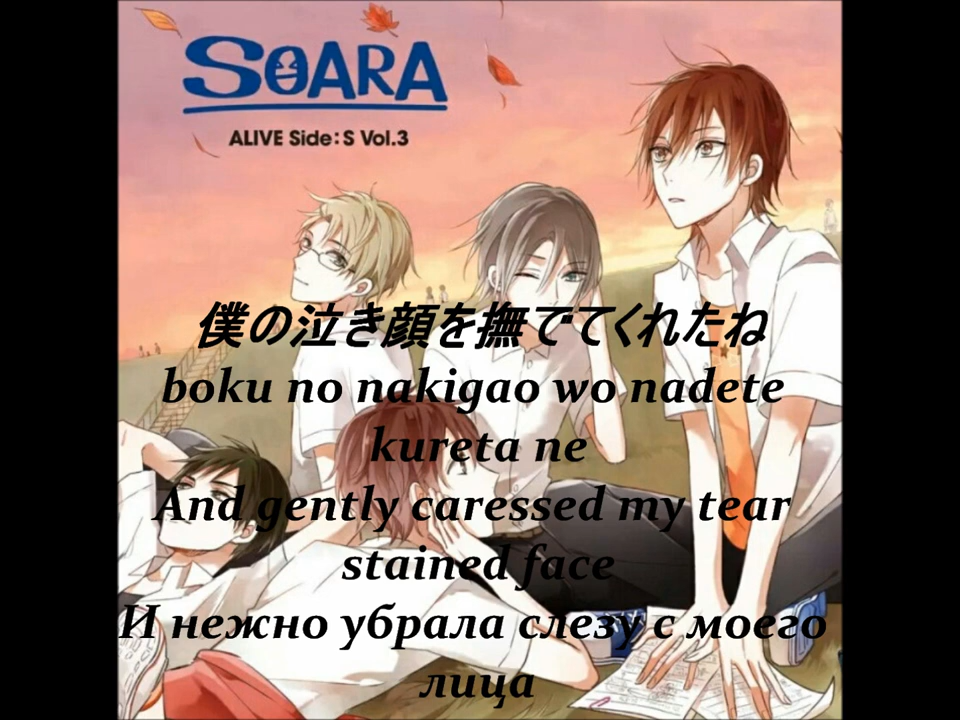 SOARA
ALIVE Side:S Vol.3
僕の泣き顔を撫でてくれたね
boku no nakigao wo nadete
kureta ne
And gently caressed my tear
stained face
И нежно убрала слезу с моего
лица